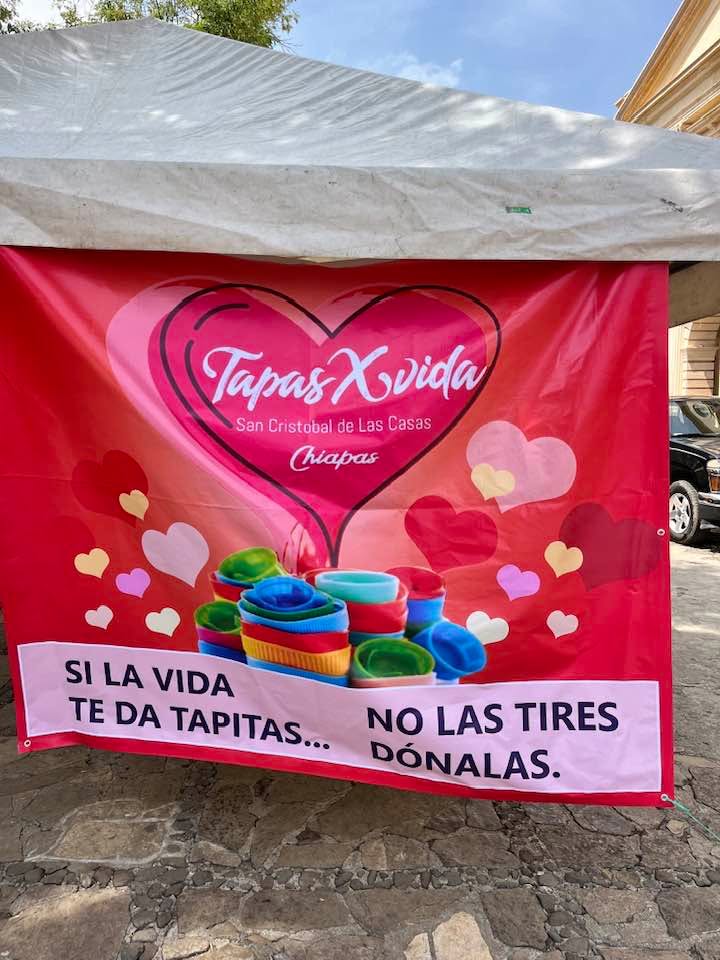 Tapas X vida
San Cristobal de Las Casas
Chiapas
SI LA VIDA
TE DA TAPITAS...
NO LAS TIRES
DÓNALAS.